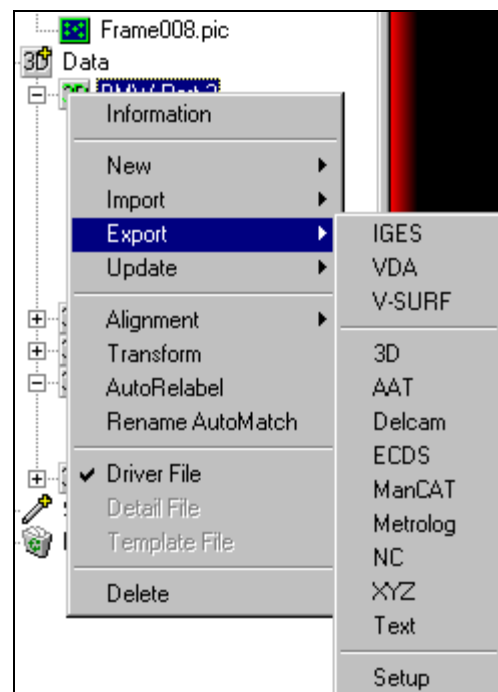 Frame008.pic
3D Data
Information
New
Import
Export
Update
Alignment
Transform
AutoRelabel
Rename AutoMatch
Driver File
Detail File
Template File
Delete
IGES
VDA
V-SURF
3D
AAT
Delcam
ECDS
ManCAT
Metrolog
NC
XYZ
Text
Setup